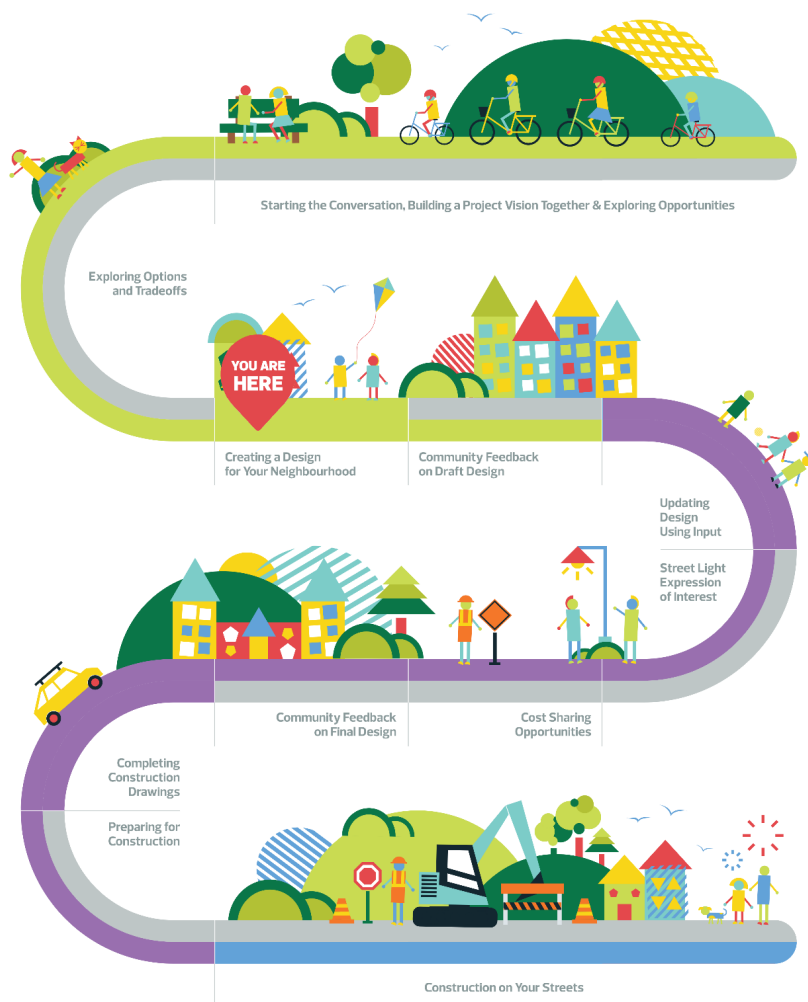 Starting the Conversation, Building a Project Vision Together & Exploring Opportunities
Exploring Options
and Tradeoffs
YOU ARE
HERE
Creating a Design
for Your Neighbourhood
Community Feedback
on Draft Design
Updating
Design
Using Input
Street Light
Expression
of Interest
Cost Sharing
Opportunities
Community Feedback
on Final Design
Completing
Construction
Drawings
Preparing for
Construction
Construction on Your Streets